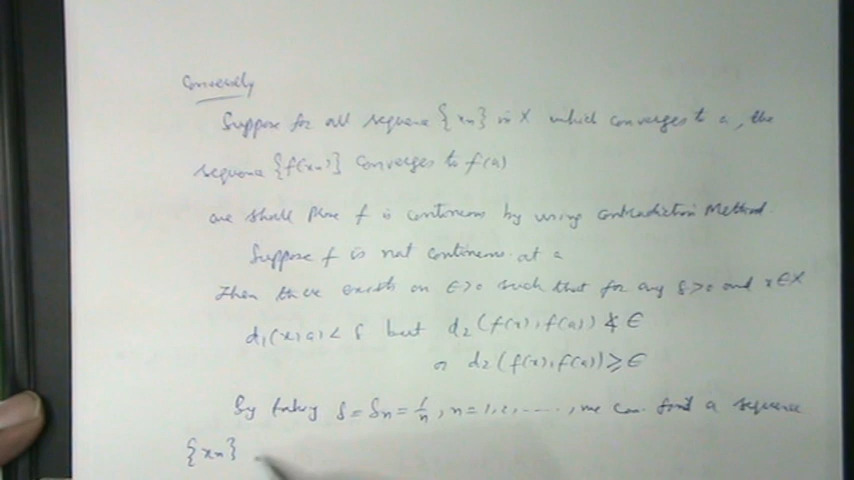 Conversely
Suppose for all sequence {xn} in X which converges to a, the
sequence {f(xn)} converges to f(a)
we shall prove f is continuous by using contradiction Method.
Suppose f is not continuous at a
Then there exists an ∈>0 such that for any δ>0 and x∈X
d₁(x,a)<δ but d₂(f(x),f(a)) ≮ ∈
or d₂(f(x),f(a))⩾∈
By taking δ=δn=1/n, n=1,2,-----, we can find a sequence
{xn}